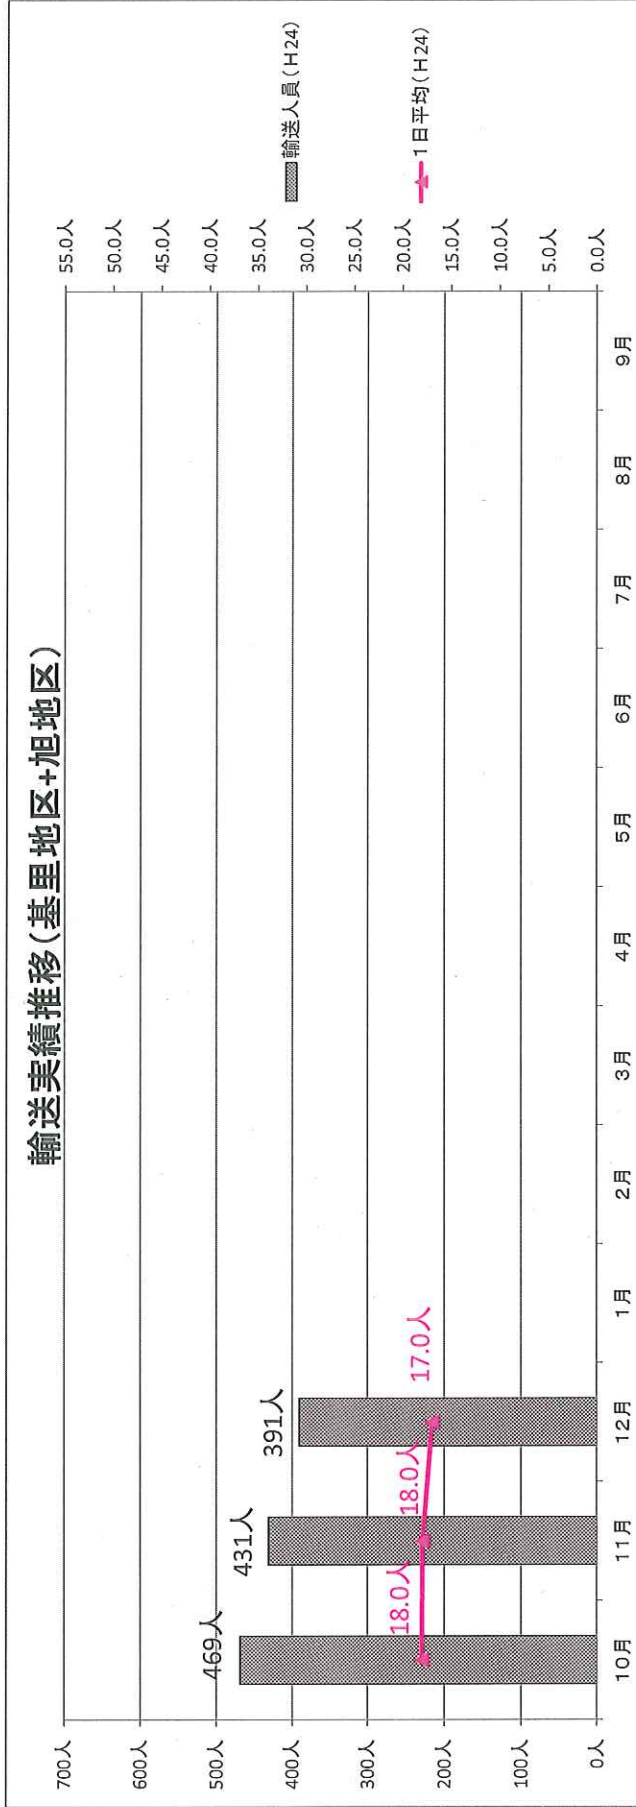 輸送実績推移(基里地区+旭地区)
700人
600人
500人
400人
300人
200人
100人
0人
55.0人
50.0人
45.0人
40.0人
35.0人
30.0人
25.0人
20.0人
15.0人
10.0人
5.0人
0.0人
469人
431人
391人
18.0人
18.0人
17.0人
10月
11月
12月
1月
2月
3月
4月
5月
6月
7月
8月
9月
輸送人員(H24)
1日平均(H24)